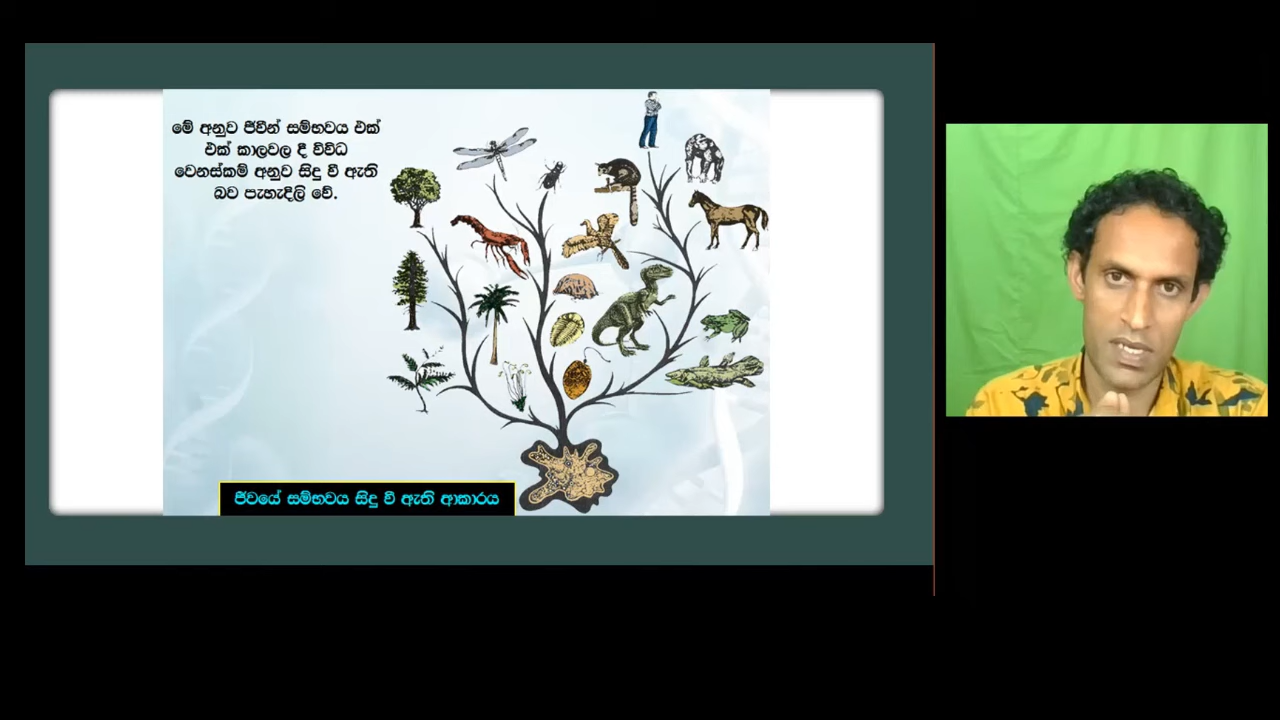 මේ අනුව ජීවීන් සම්භවය එක්
එක් කාලවල දී විවිධ
වෙනස්කම් අනුව සිදු වී ඇති
බව පැහැදිලි වේ.
ජීවයේ සම්භවය සිදු වී ඇති ආකාරය